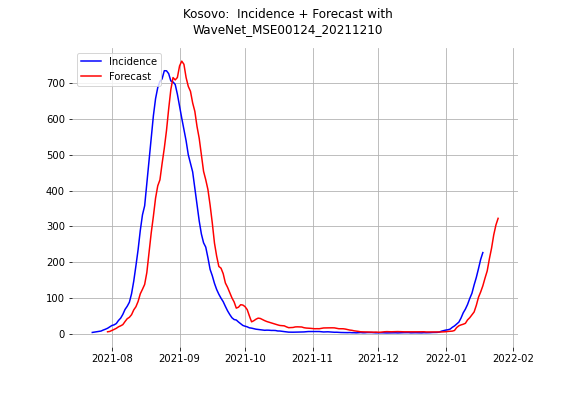 Kosovo:  Incidence + Forecast with
WaveNet_MSE00124_20211210
Incidence
Forecast
700
600
500
400
300
200
100
0
2021-08 2021-09 2021-10 2021-11 2021-12 2022-01 2022-02